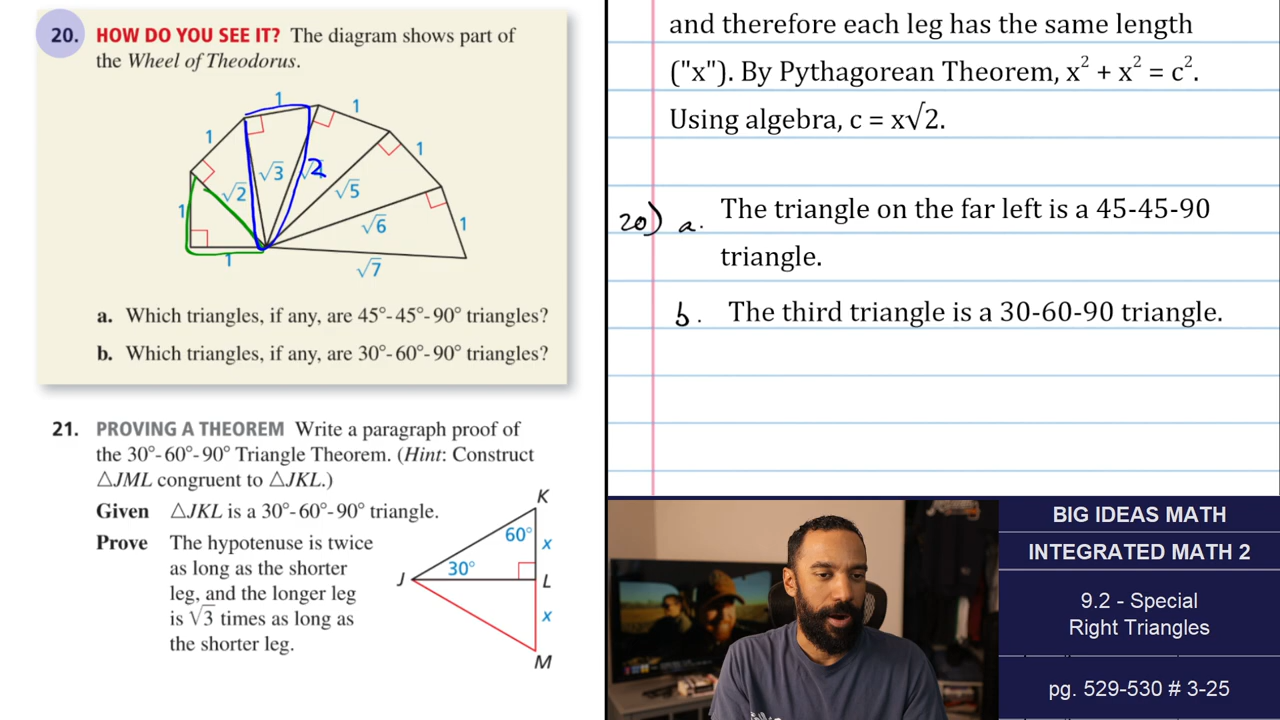 20. HOW DO YOU SEE IT? The diagram shows part of
the Wheel of Theodorus.
1
1
1
1
1
1
1
√2
√3
2
√5
√6
√7
a. Which triangles, if any, are 45°-45°-90° triangles?
b. Which triangles, if any, are 30°-60°-90° triangles?
21. PROVING A THEOREM Write a paragraph proof of
the 30°-60°-90° Triangle Theorem. (Hint: Construct
△JML congruent to △JKL.)
Given △JKL is a 30°-60°-90° triangle.
Prove The hypotenuse is twice
as long as the shorter
leg, and the longer leg
is √3 times as long as
the shorter leg.
K
60°
x
30°
J
L
x
M
and therefore each leg has the same length
("x"). By Pythagorean Theorem, x² + x² = c².
Using algebra, c = x√2.
20) a. The triangle on the far left is a 45-45-90
triangle.
b. The third triangle is a 30-60-90 triangle.
BIG IDEAS MATH
INTEGRATED MATH 2
9.2 - Special
Right Triangles
pg. 529-530 # 3-25